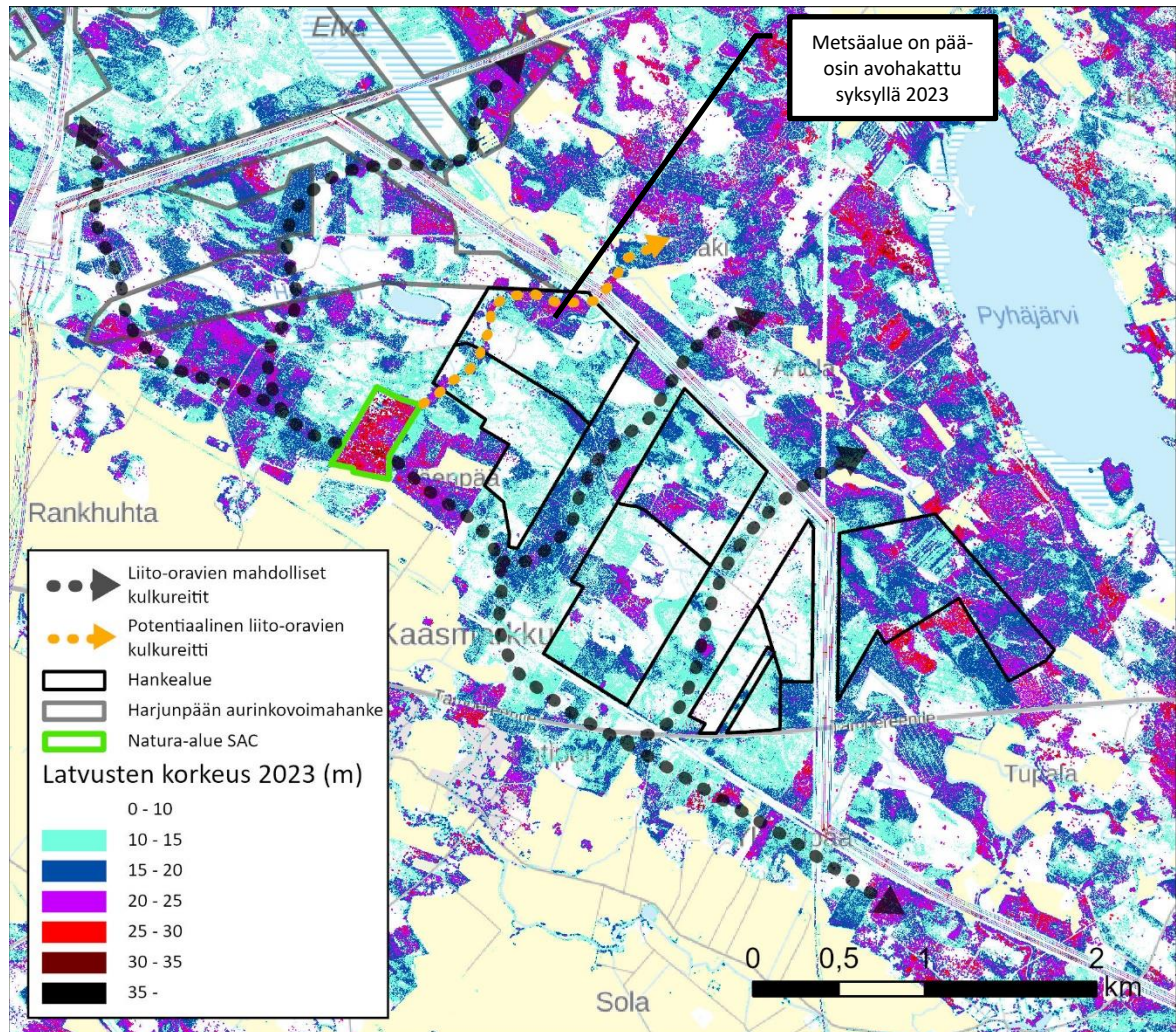 Elva
Metsäalue on pää-
osin avohakattu
syksyllä 2023
Pyhäjärvi
Rankhuhta
Liito-oravien mahdolliset
kulkureitit
Potentiaalinen liito-oravien
kulkureitti
Hankealue
Harjunpään aurinkovoimahanke
Natura-alue SAC
Latvusten korkeus 2023 (m)
0 - 10
10 - 15
15 - 20
20 - 25
25 - 30
30 - 35
35 -
Tupala
Sola
0 0,5 1 2
km